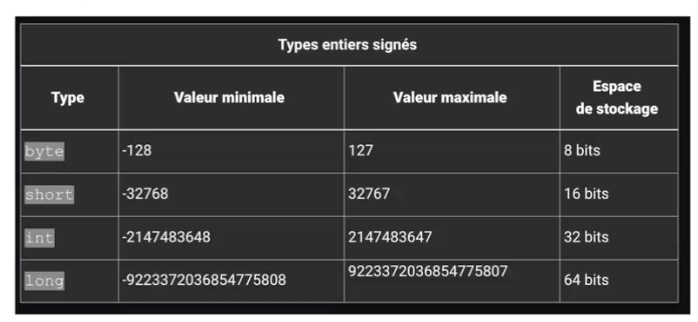 Types entiers signés
Type Valeur minimale Valeur maximale Espace
de stockage
byte -128 127 8 bits
short -32768 32767 16 bits
int -2147483648 2147483647 32 bits
long -9223372036854775808 9223372036854775807 64 bits